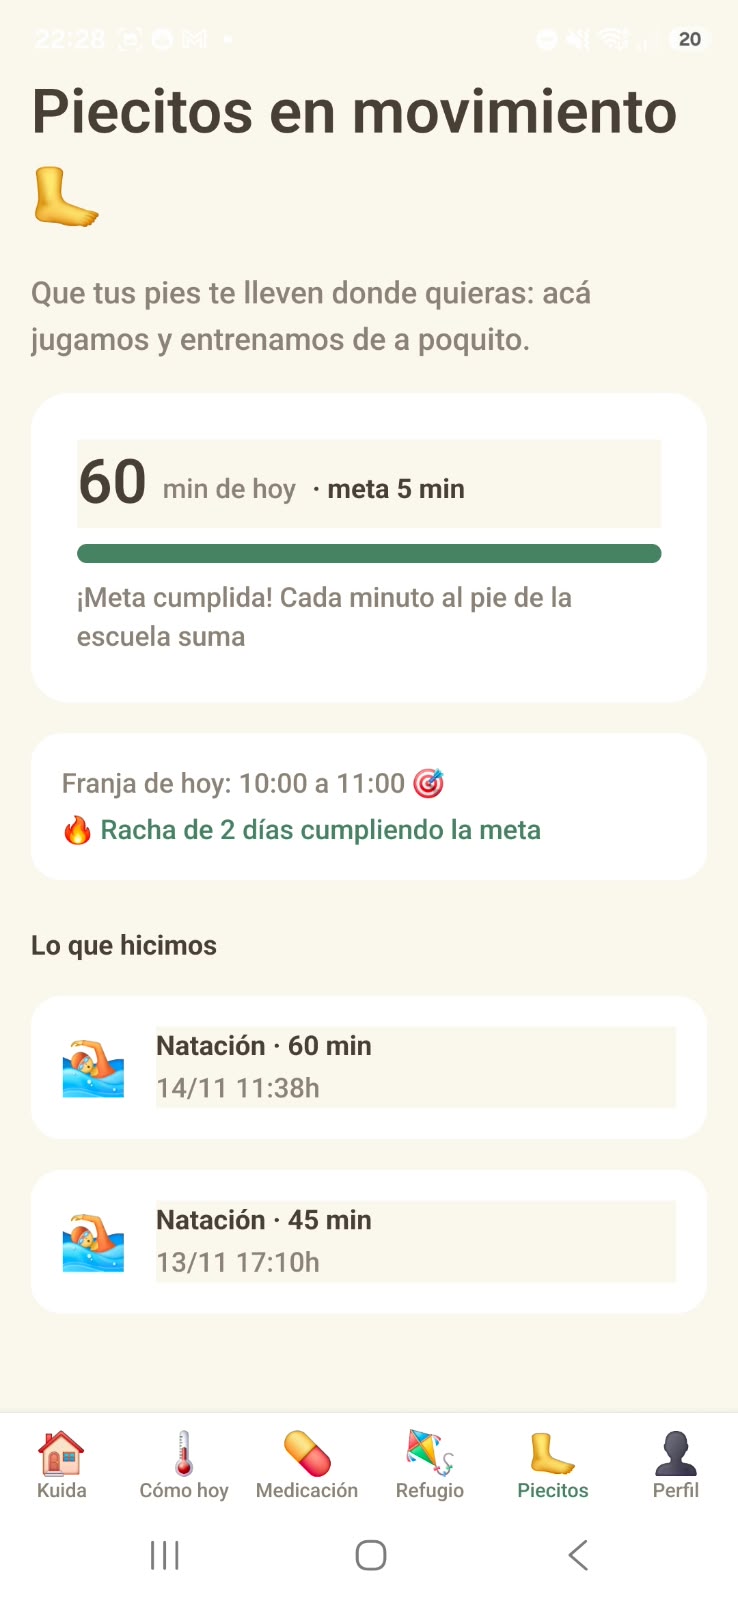 22:28
20
Piecitos en movimiento
Que tus pies te lleven donde quieras: acá
jugamos y entrenamos de a poquito.
60 min de hoy · meta 5 min
¡Meta cumplida! Cada minuto al pie de la
escuela suma
Franja de hoy: 10:00 a 11:00
Racha de 2 días cumpliendo la meta
Lo que hicimos
Natación · 60 min
14/11 11:38h
Natación · 45 min
13/11 17:10h
Kuida
Cómo hoy
Medicación
Refugio
Piecitos
Perfil